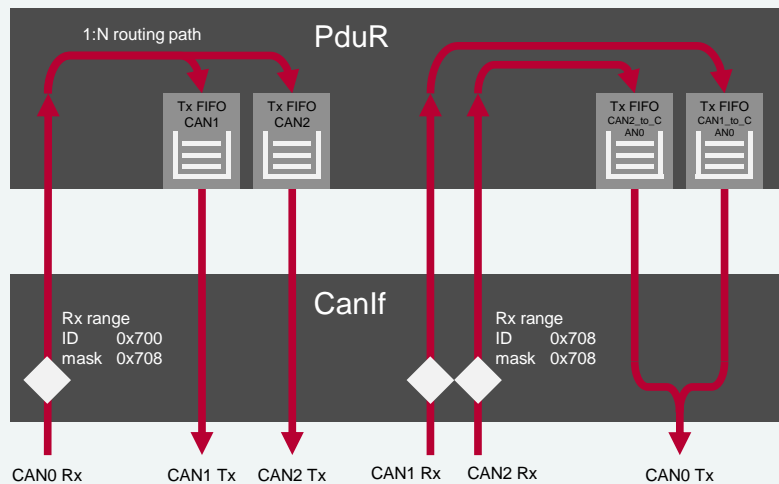 PduR
1:N routing path
Tx FIFO
CAN1
Tx FIFO
CAN2
Tx FIFO
CAN2_to_C
AN0
Tx FIFO
CAN1_to_C
AN0
CanIf
Rx range
ID 0x700
mask 0x708
Rx range
ID 0x708
mask 0x708
CAN0 Rx
CAN1 Tx
CAN2 Tx
CAN1 Rx
CAN2 Rx
CAN0 Tx